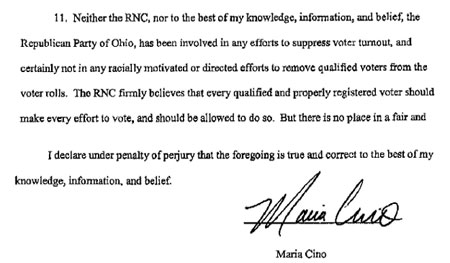 11. Neither the RNC, nor to the best of my knowledge, information, and belief, the
Republican Party of Ohio, has been involved in any efforts to suppress voter turnout, and
certainly not in any racially motivated or directed efforts to remove qualified voters from the
voter rolls. The RNC firmly believes that every qualified and properly registered voter should
make every effort to vote, and should be allowed to do so. But there is no place in a fair and
I declare under penalty of perjury that the foregoing is true and correct to the best of my
knowledge, information, and belief.
Maria Cino
Maria Cino